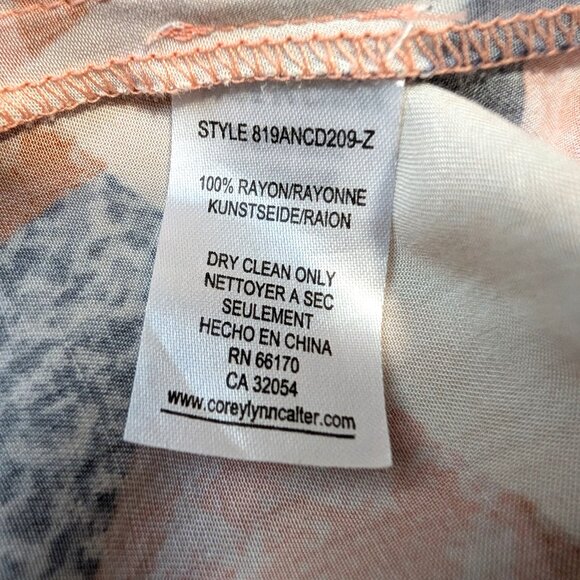 STYLE 819ANCD209-Z
100% RAYON/RAYONNE
KUNSTSEIDE/RAION
DRY CLEAN ONLY
NETTOYER A SEC
SEULEMENT
HECHO EN CHINA
RN 66170
CA 32054
www.coreylynncalter.com